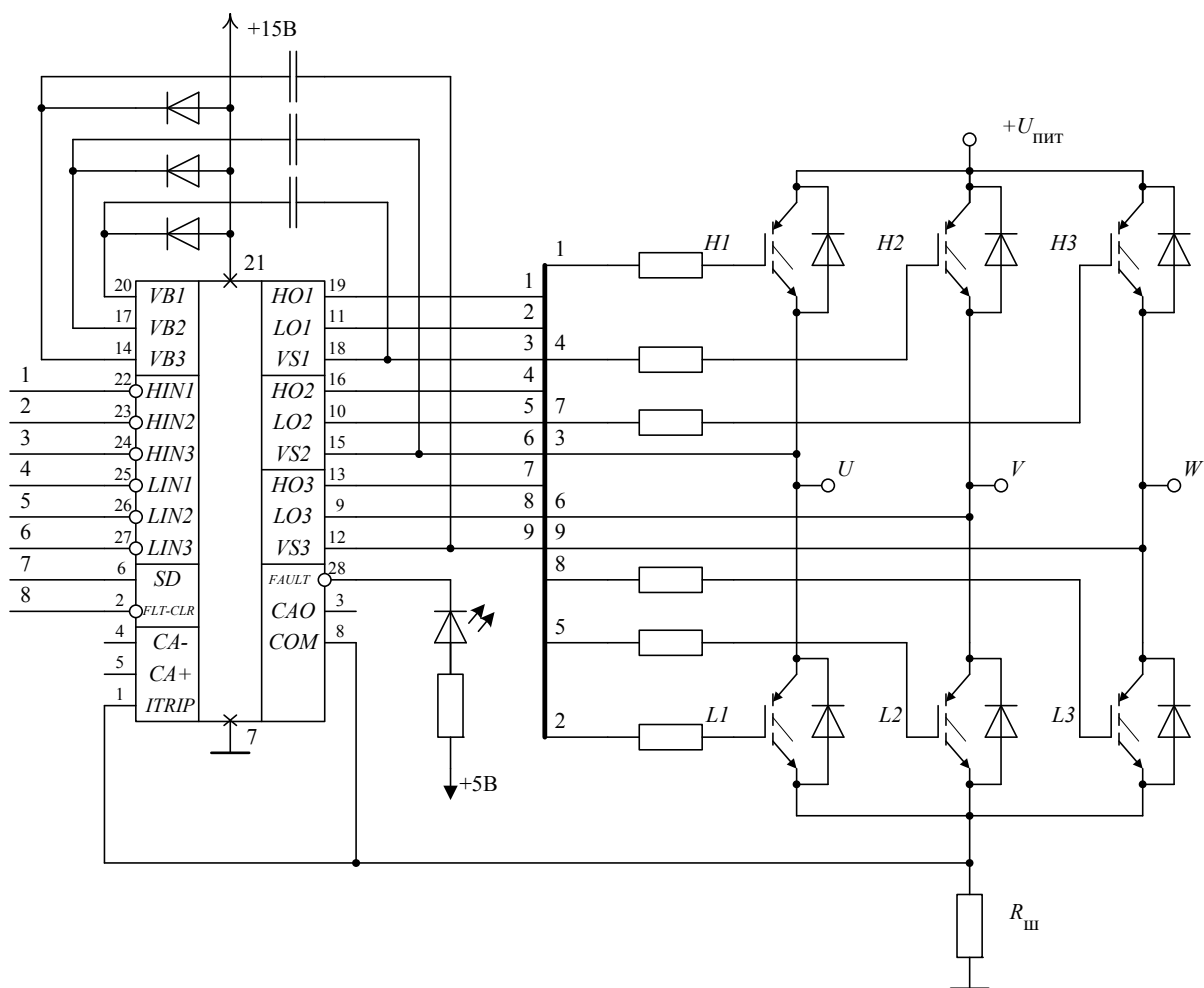 +15В
+U пит
21
1 H1 H2 H3
20 VB1 HO1 19 1
17 VB2 LO1 11 2
14 VB3 VS1 18 3 4
1 22 HIN1 HO2 16 4
2 23 HIN2 LO2 10 5 7
3 24 HIN3 VS2 15 6 3
4 25 LIN1 HO3 13 7 U V W
5 26 LIN2 LO3 9 8 6
6 27 LIN3 VS3 12 9 9
7 6 SD FAULT 28 8
8 2 FLT-CLR CAO 3
4 CA- COM 8 5
5 CA+
1 ITRIP 2 L1 L2 L3
7
+5В
R ш